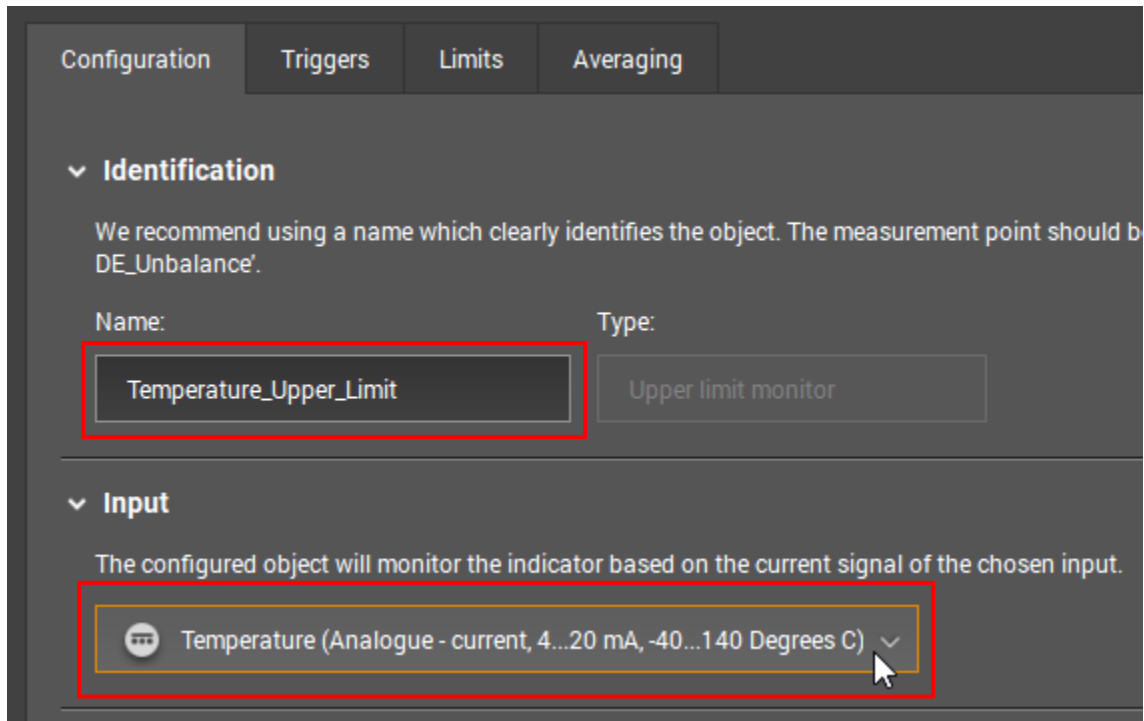 Configuration Triggers Limits Averaging
Identification
We recommend using a name which clearly identifies the object. The measurement point should b
DE_Unbalance'.
Name: Type:
Temperature_Upper_Limit Upper limit monitor
Input
The configured object will monitor the indicator based on the current signal of the chosen input.
Temperature (Analogue - current, 4...20 mA, -40...140 Degrees C)